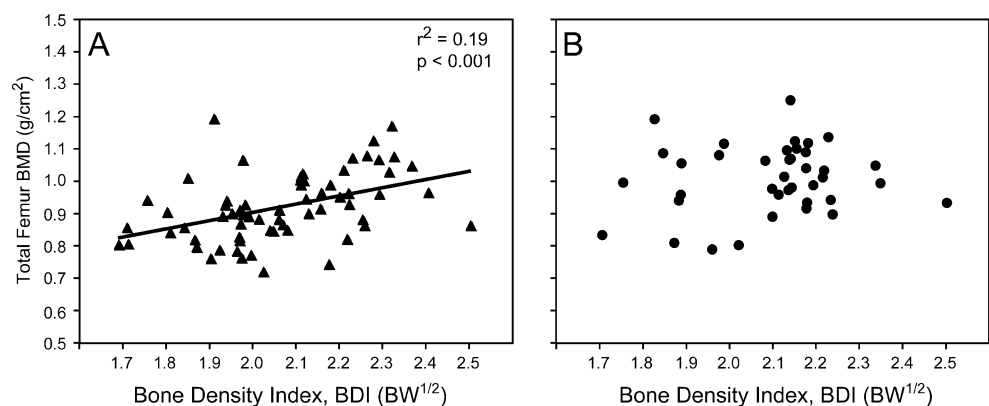 A
r² = 0.19
p < 0.001
Total Femur BMD (g/cm²)
1.5
1.4
1.3
1.2
1.1
1.0
0.9
0.8
0.7
0.6
0.5
1.7 1.8 1.9 2.0 2.1 2.2 2.3 2.4 2.5
Bone Density Index, BDI (BW^1/2)
B
1.7 1.8 1.9 2.0 2.1 2.2 2.3 2.4 2.5
Bone Density Index, BDI (BW^1/2)